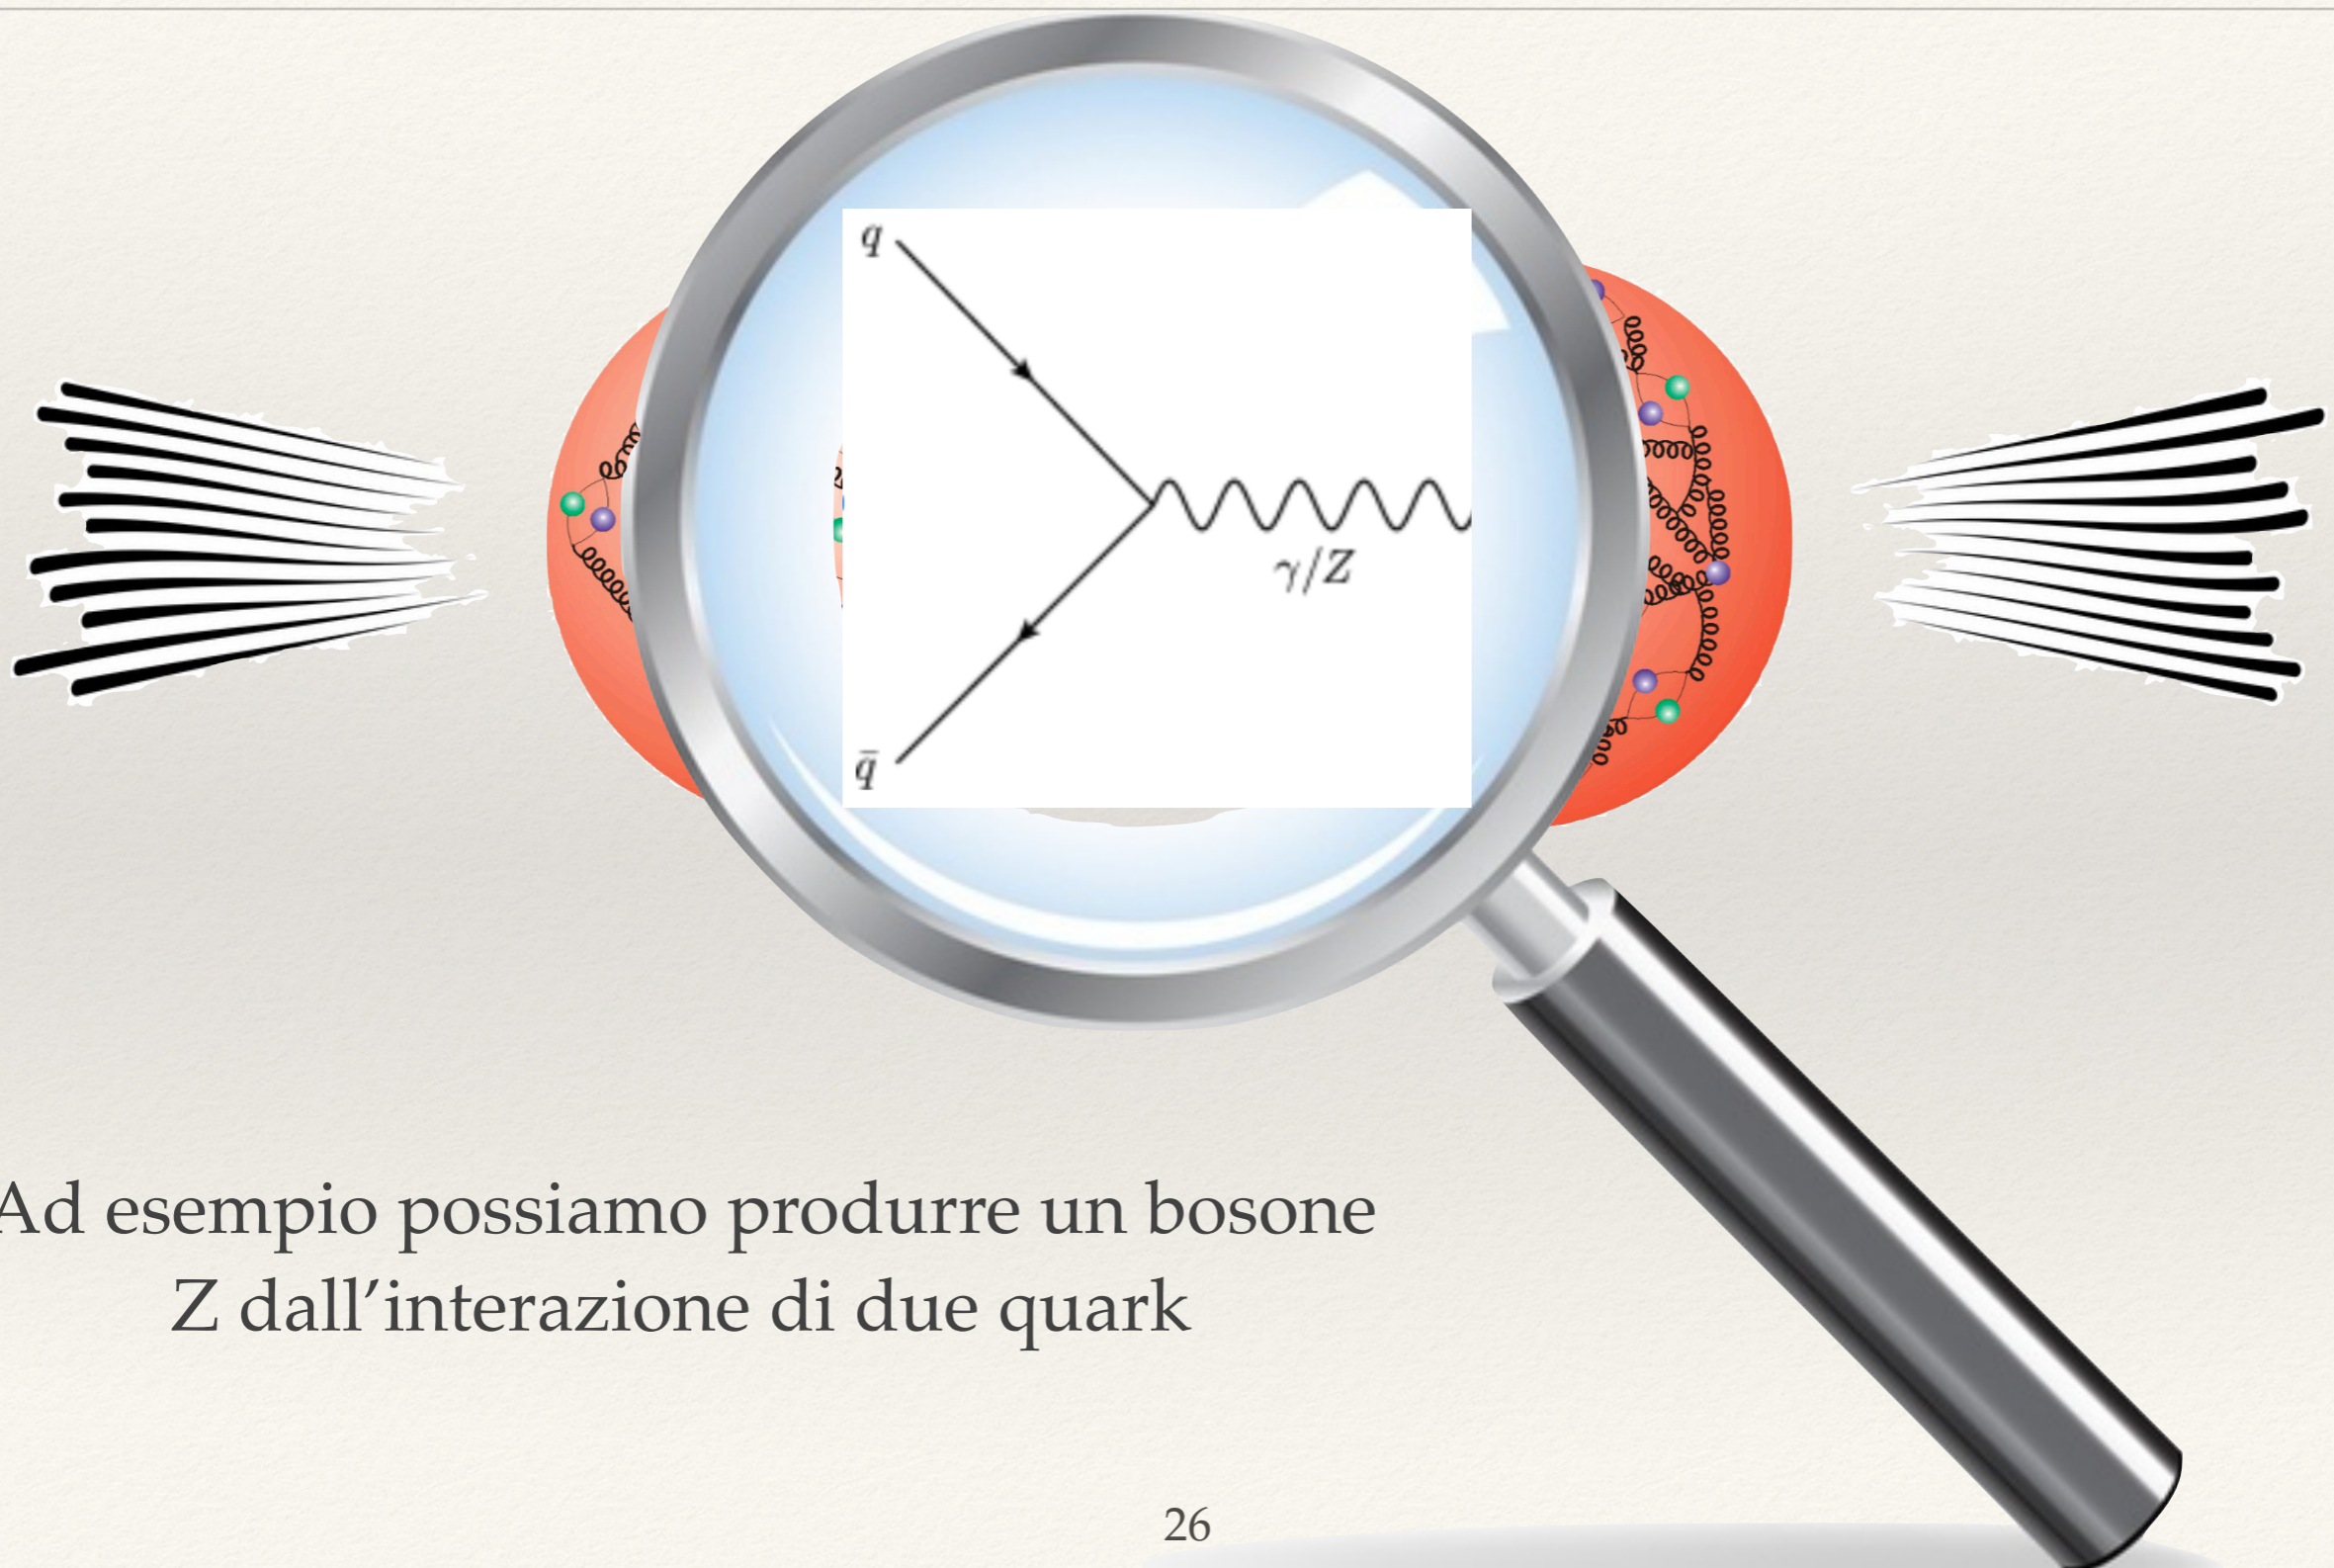 q
γ/Z
q̄
Ad esempio possiamo produrre un bosone
Z dall’interazione di due quark
26